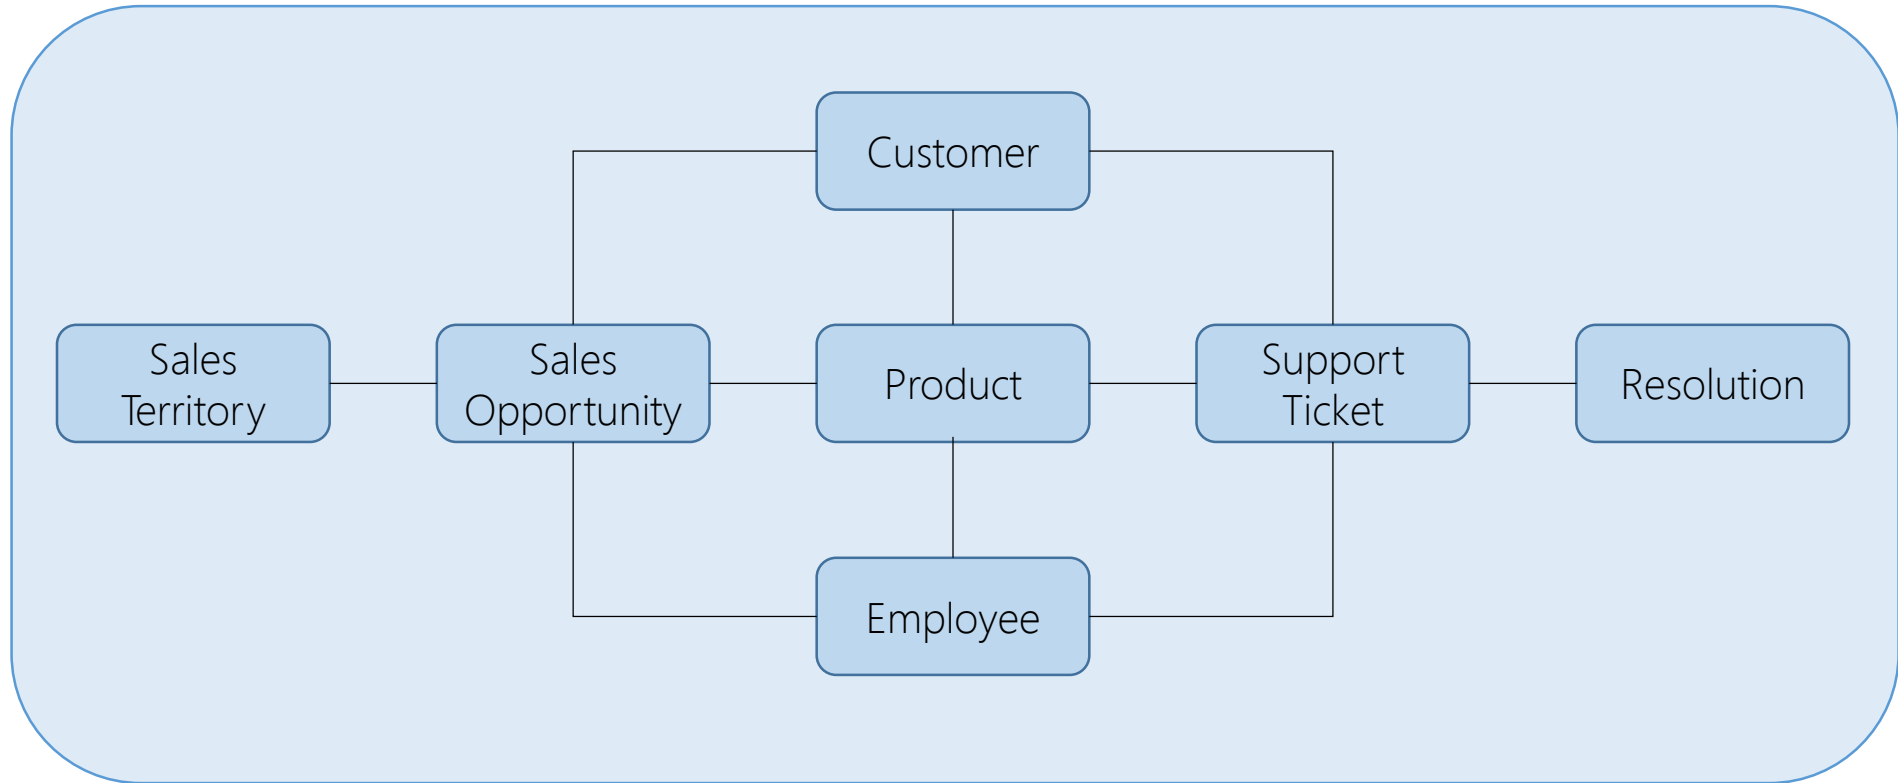 Customer
Sales
Territory
Sales
Opportunity
Product
Support
Ticket
Resolution
Employee